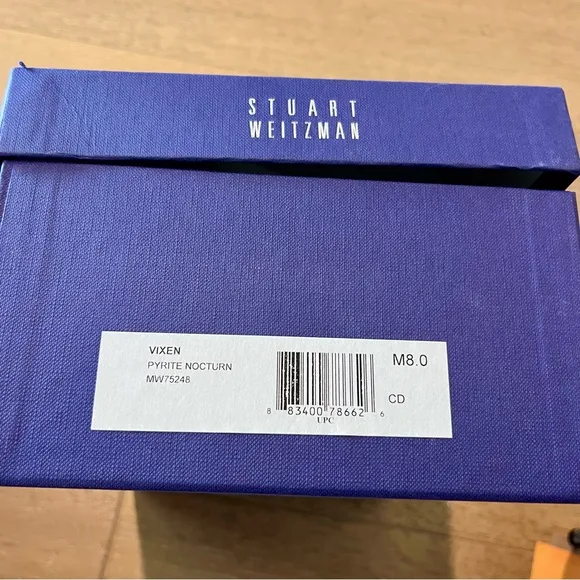 STUART
WEITZMAN
VIXEN
PYRITE NOCTURN
MW75248
M8.0
CD
8 83400 78662 6
UPC